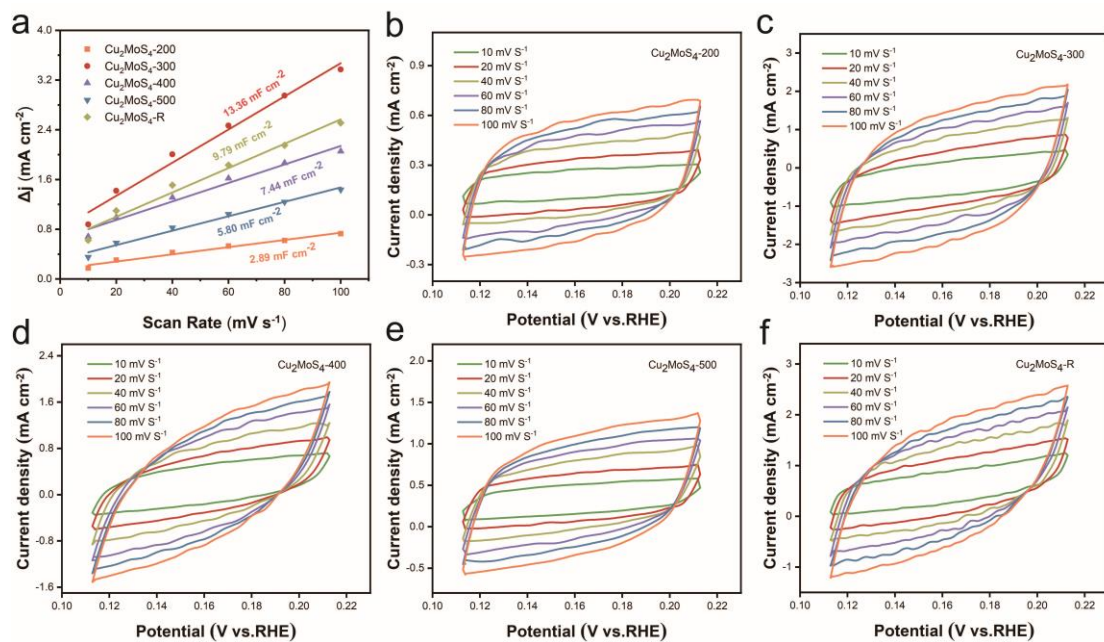 a
Cu₂MoS₄-200
Cu₂MoS₄-300
Cu₂MoS₄-400
Cu₂MoS₄-500
Cu₂MoS₄-R
13.36 mF cm⁻²
9.79 mF cm⁻²
7.44 mF cm⁻²
5.80 mF cm⁻²
2.89 mF cm⁻²
Δj (mA cm⁻²)
4.0
3.2
2.4
1.6
0.8
0.0
0 20 40 60 80 100
Scan Rate (mV s⁻¹)
b
10 mV S⁻¹
20 mV S⁻¹
40 mV S⁻¹
60 mV S⁻¹
80 mV S⁻¹
100 mV S⁻¹
Cu₂MoS₄-200
Current density (mA cm⁻²)
0.9
0.6
0.3
0.0
-0.3
0.10 0.12 0.14 0.16 0.18 0.20 0.22
Potential (V vs.RHE)
c
10 mV S⁻¹
20 mV S⁻¹
40 mV S⁻¹
60 mV S⁻¹
80 mV S⁻¹
100 mV S⁻¹
Cu₂MoS₄-300
Current density (mA cm⁻²)
3
2
1
0
-1
-2
-3
0.10 0.12 0.14 0.16 0.18 0.20 0.22
Potential (V vs.RHE)
d
10 mV S⁻¹
20 mV S⁻¹
40 mV S⁻¹
60 mV S⁻¹
80 mV S⁻¹
100 mV S⁻¹
Cu₂MoS₄-400
Current density (mA cm⁻²)
2.4
1.6
0.8
0.0
-0.8
-1.6
0.10 0.12 0.14 0.16 0.18 0.20 0.22
Potential (V vs.RHE)
e
10 mV S⁻¹
20 mV S⁻¹
40 mV S⁻¹
60 mV S⁻¹
80 mV S⁻¹
100 mV S⁻¹
Cu₂MoS₄-500
Current density (mA cm⁻²)
2.0
1.5
1.0
0.5
0.0
-0.5
0.10 0.12 0.14 0.16 0.18 0.20 0.22
Potential (V vs.RHE)
f
10 mV S⁻¹
20 mV S⁻¹
40 mV S⁻¹
60 mV S⁻¹
80 mV S⁻¹
100 mV S⁻¹
Cu₂MoS₄-R
Current density (mA cm⁻²)
3
2
1
0
-1
0.10 0.12 0.14 0.16 0.18 0.20 0.22
Potential (V vs.RHE)